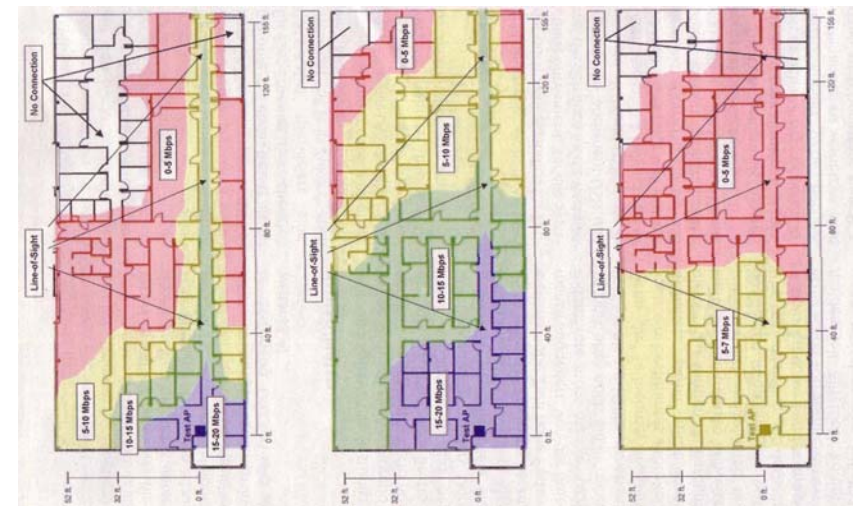 No Connection
Line-of-Sight
0-5 Mbps
5-10 Mbps
10-15 Mbps
15-20 Mbps
Test AP
155 ft.
120 ft.
80 ft.
40 ft.
0 ft.
52 ft.
32 ft.
0 ft.
No Connection
Line-of-Sight
0-5 Mbps
5-10 Mbps
10-15 Mbps
15-20 Mbps
Test AP
155 ft.
120 ft.
80 ft.
40 ft.
0 ft.
52 ft.
32 ft.
0 ft.
No Connection
Line-of-Sight
0-5 Mbps
5-7 Mbps
Test AP
155 ft.
120 ft.
80 ft.
40 ft.
0 ft.
52 ft.
32 ft.
0 ft.